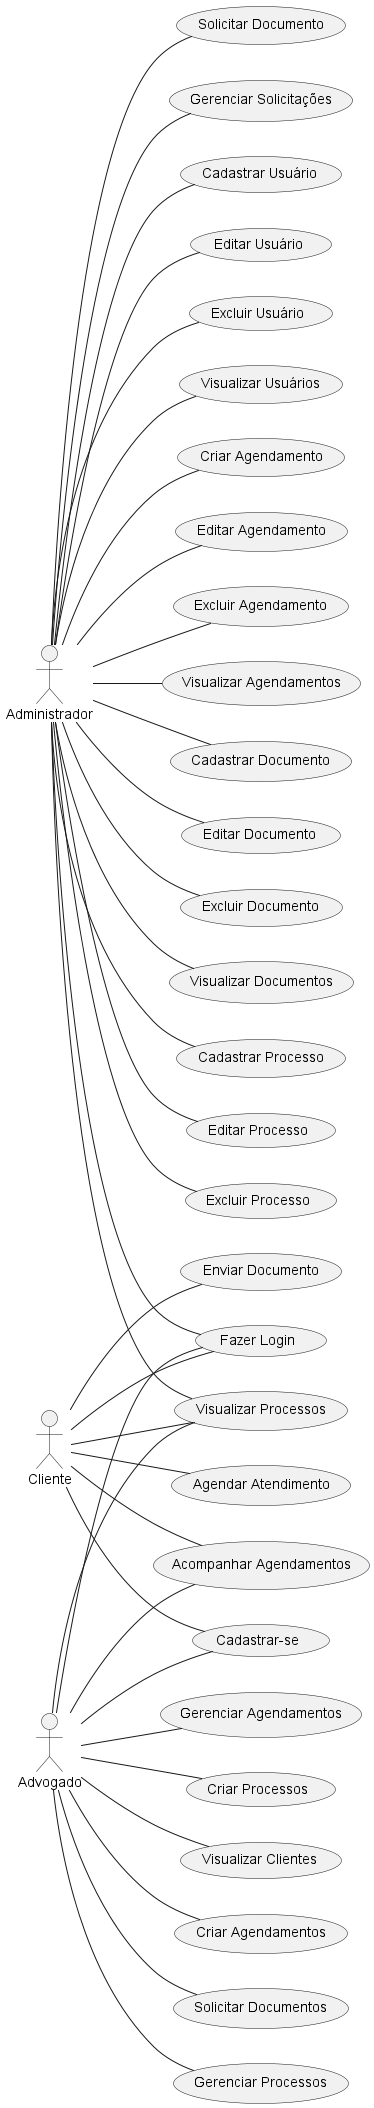 Solicitar Documento
Gerenciar Solicitações
Cadastrar Usuário
Editar Usuário
Excluir Usuário
Visualizar Usuários
Criar Agendamento
Editar Agendamento
Excluir Agendamento
Visualizar Agendamentos
Administrador
Cadastrar Documento
Editar Documento
Excluir Documento
Visualizar Documentos
Cadastrar Processo
Editar Processo
Excluir Processo
Enviar Documento
Fazer Login
Visualizar Processos
Cliente
Agendar Atendimento
Acompanhar Agendamentos
Cadastrar-se
Gerenciar Agendamentos
Advogado
Criar Processos
Visualizar Clientes
Criar Agendamentos
Solicitar Documentos
Gerenciar Processos